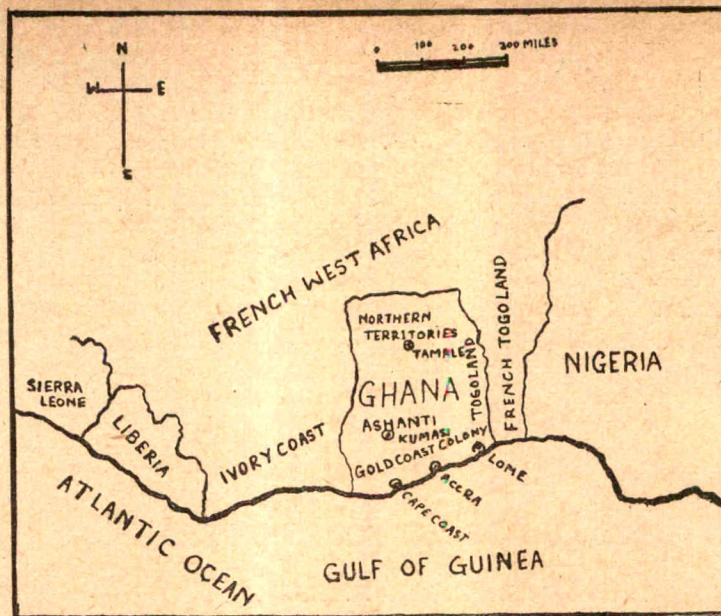 N
W E
S
0 100 200 300 MILES
FRENCH WEST AFRICA
NORTHERN
TERRITORIES
TAMALE
GHANA
TOGOLAND
FRENCH TOGOLAND
NIGERIA
SIERRA
LEONE
LIBERIA
IVORY COAST
ASHANTI
KUMASI
GOLD COAST COLONY
LOME
ACCRA
CAPE COAST
ATLANTIC OCEAN
GULF OF GUINEA